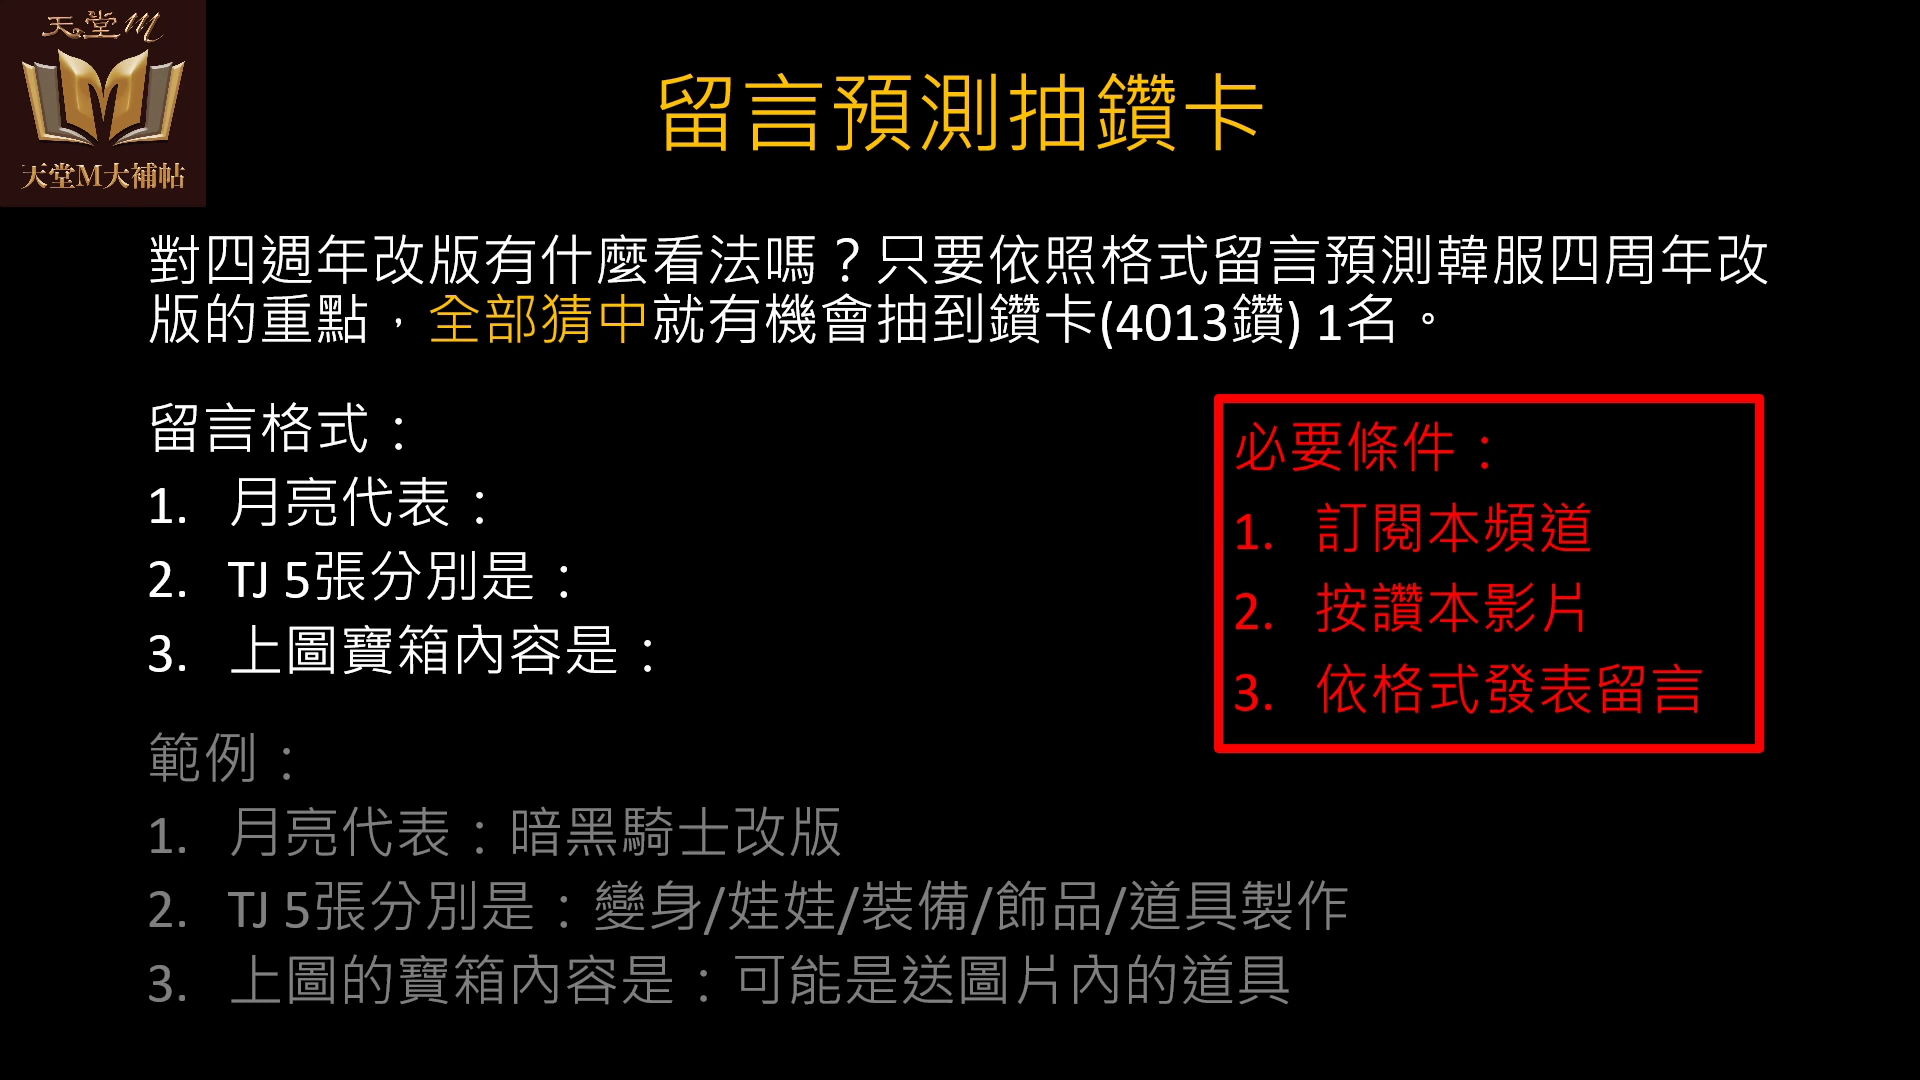 天堂M
天堂M大補帖
留言預測抽鑽卡
對四週年改版有什麼看法嗎？只要依照格式留言預測韓服四周年改
版的重點，全部猜中就有機會抽到鑽卡(4013鑽) 1名。
留言格式：
1. 月亮代表：
2. TJ 5張分別是：
3. 上圖寶箱內容是：
必要條件：
1. 訂閱本頻道
2. 按讚本影片
3. 依格式發表留言
範例：
1. 月亮代表：暗黑騎士改版
2. TJ 5張分別是：變身/娃娃/裝備/飾品/道具製作
3. 上圖的寶箱內容是：可能是送圖片內的道具